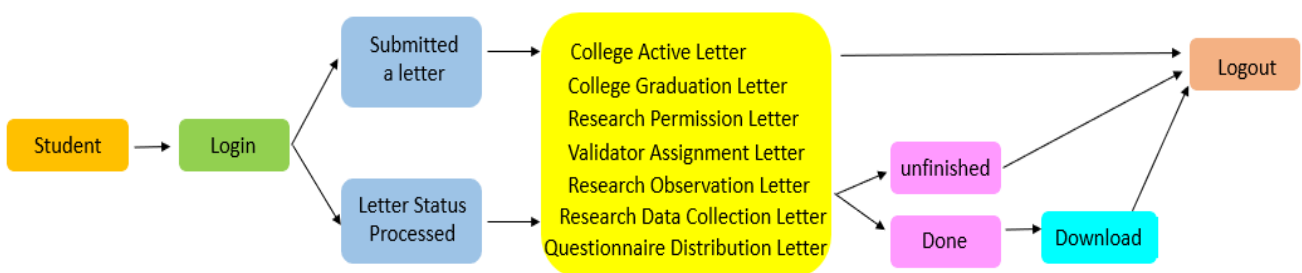 Student
Login
Submitted
a letter
Letter Status
Processed
College Active Letter
College Graduation Letter
Research Permission Letter
Validator Assignment Letter
Research Observation Letter
Research Data Collection Letter
Questionnaire Distribution Letter
unfinished
Done
Download
Logout